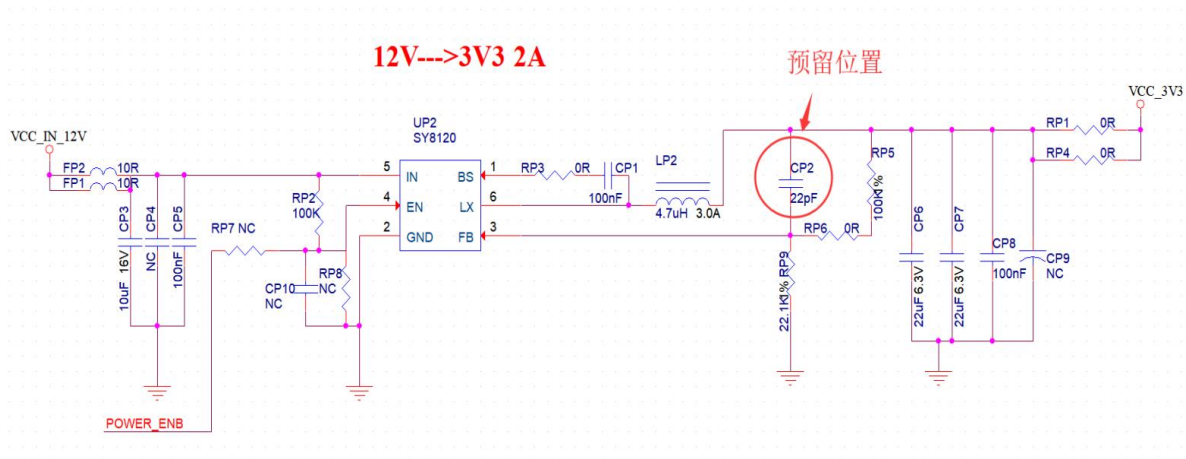 12V--->3V3 2A
预留位置
VCC_3V3
VCC_IN_12V
UP2
SY8120
RP1 0R
RP4 0R
FP2 10R
FP1 10R
5 IN
BS 1
4 EN
LX 6
2 GND
FB 3
RP3 0R
CP1
100nF
LP2
4.7uH 3.0A
CP2
22pF
RP5
100K 1%
RP6 0R
RP9
22.1K 1%
CP3
10uF 16V
CP4
NC
CP5
100nF
RP2
100K
RP7 NC
CP10
NC
RP8
NC
CP6
22uF 6.3V
CP7
22uF 6.3V
CP8
100nF
CP9
NC
POWER_ENB